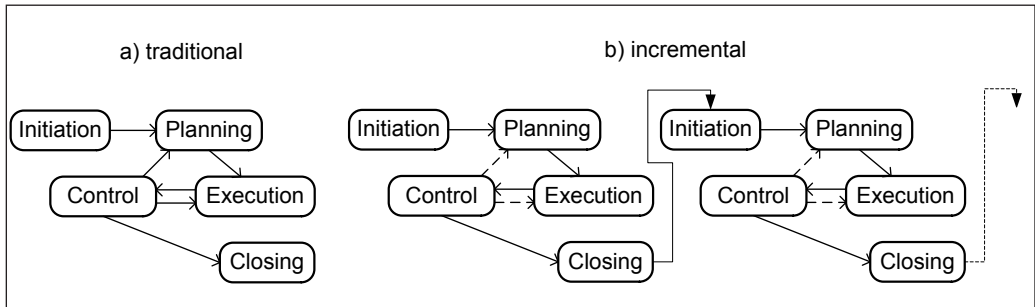 a) traditional
b) incremental
Initiation
Planning
Control
Execution
Closing
Initiation
Planning
Control
Execution
Closing
Initiation
Planning
Control
Execution
Closing